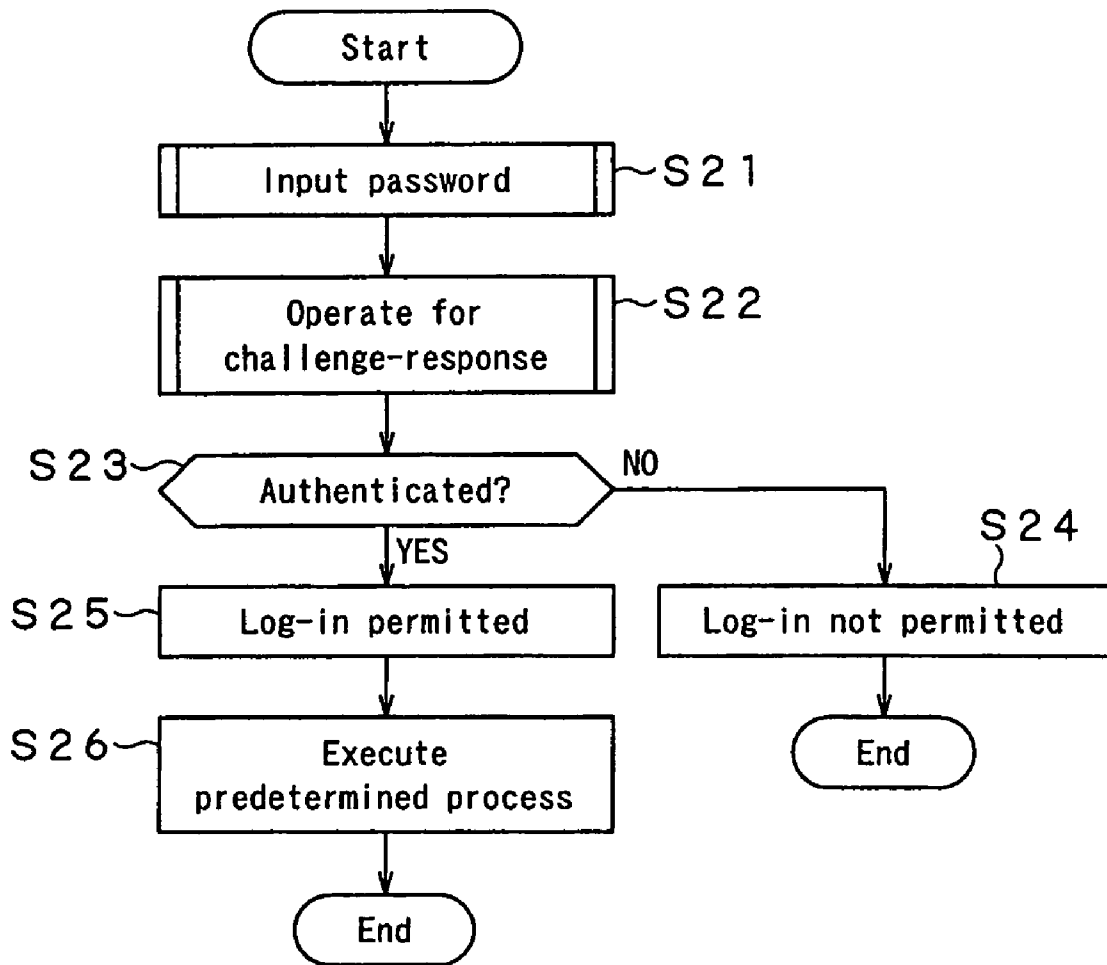 Start
Input password
S21
Operate for
challenge-response
S22
S23
Authenticated?
NO
YES
S24
S25
Log-in permitted
Log-in not permitted
S26
Execute
predetermined process
End
End